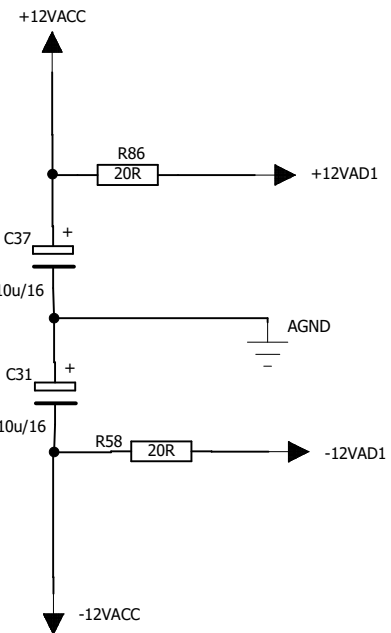 +12VACC
R86
20R
+12VAD1
+
C37
10u/16
AGND
+
C31
10u/16
R58
20R
-12VAD1
-12VACC